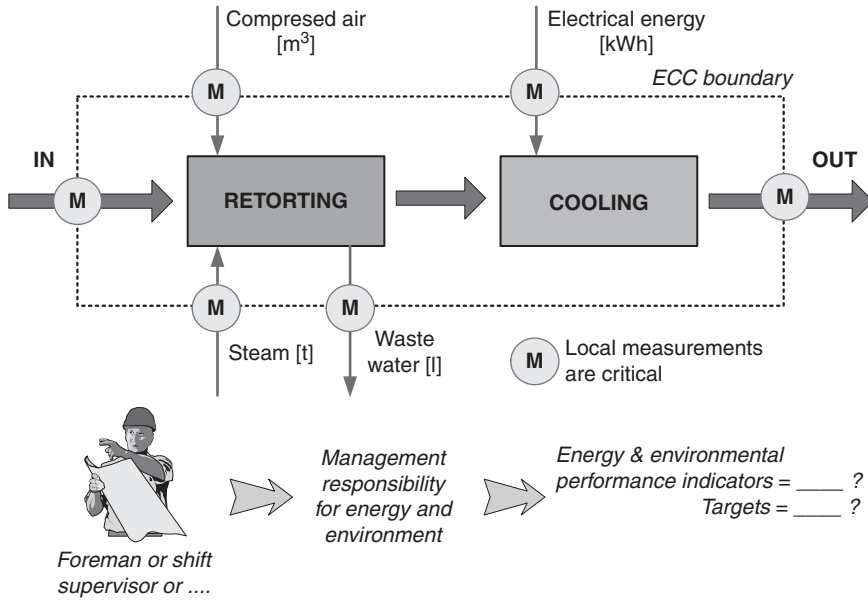 Compresed air
[m³]
Electrical energy
[kWh]
ECC boundary
M
M
IN
OUT
M
RETORTING
COOLING
M
M
M
Steam [t]
Waste
water [l]
M
Local measurements
are critical
Management
responsibility
for energy and
environment
Energy & environmental
performance indicators = ____ ?
Targets = ____ ?
Foreman or shift
supervisor or ....